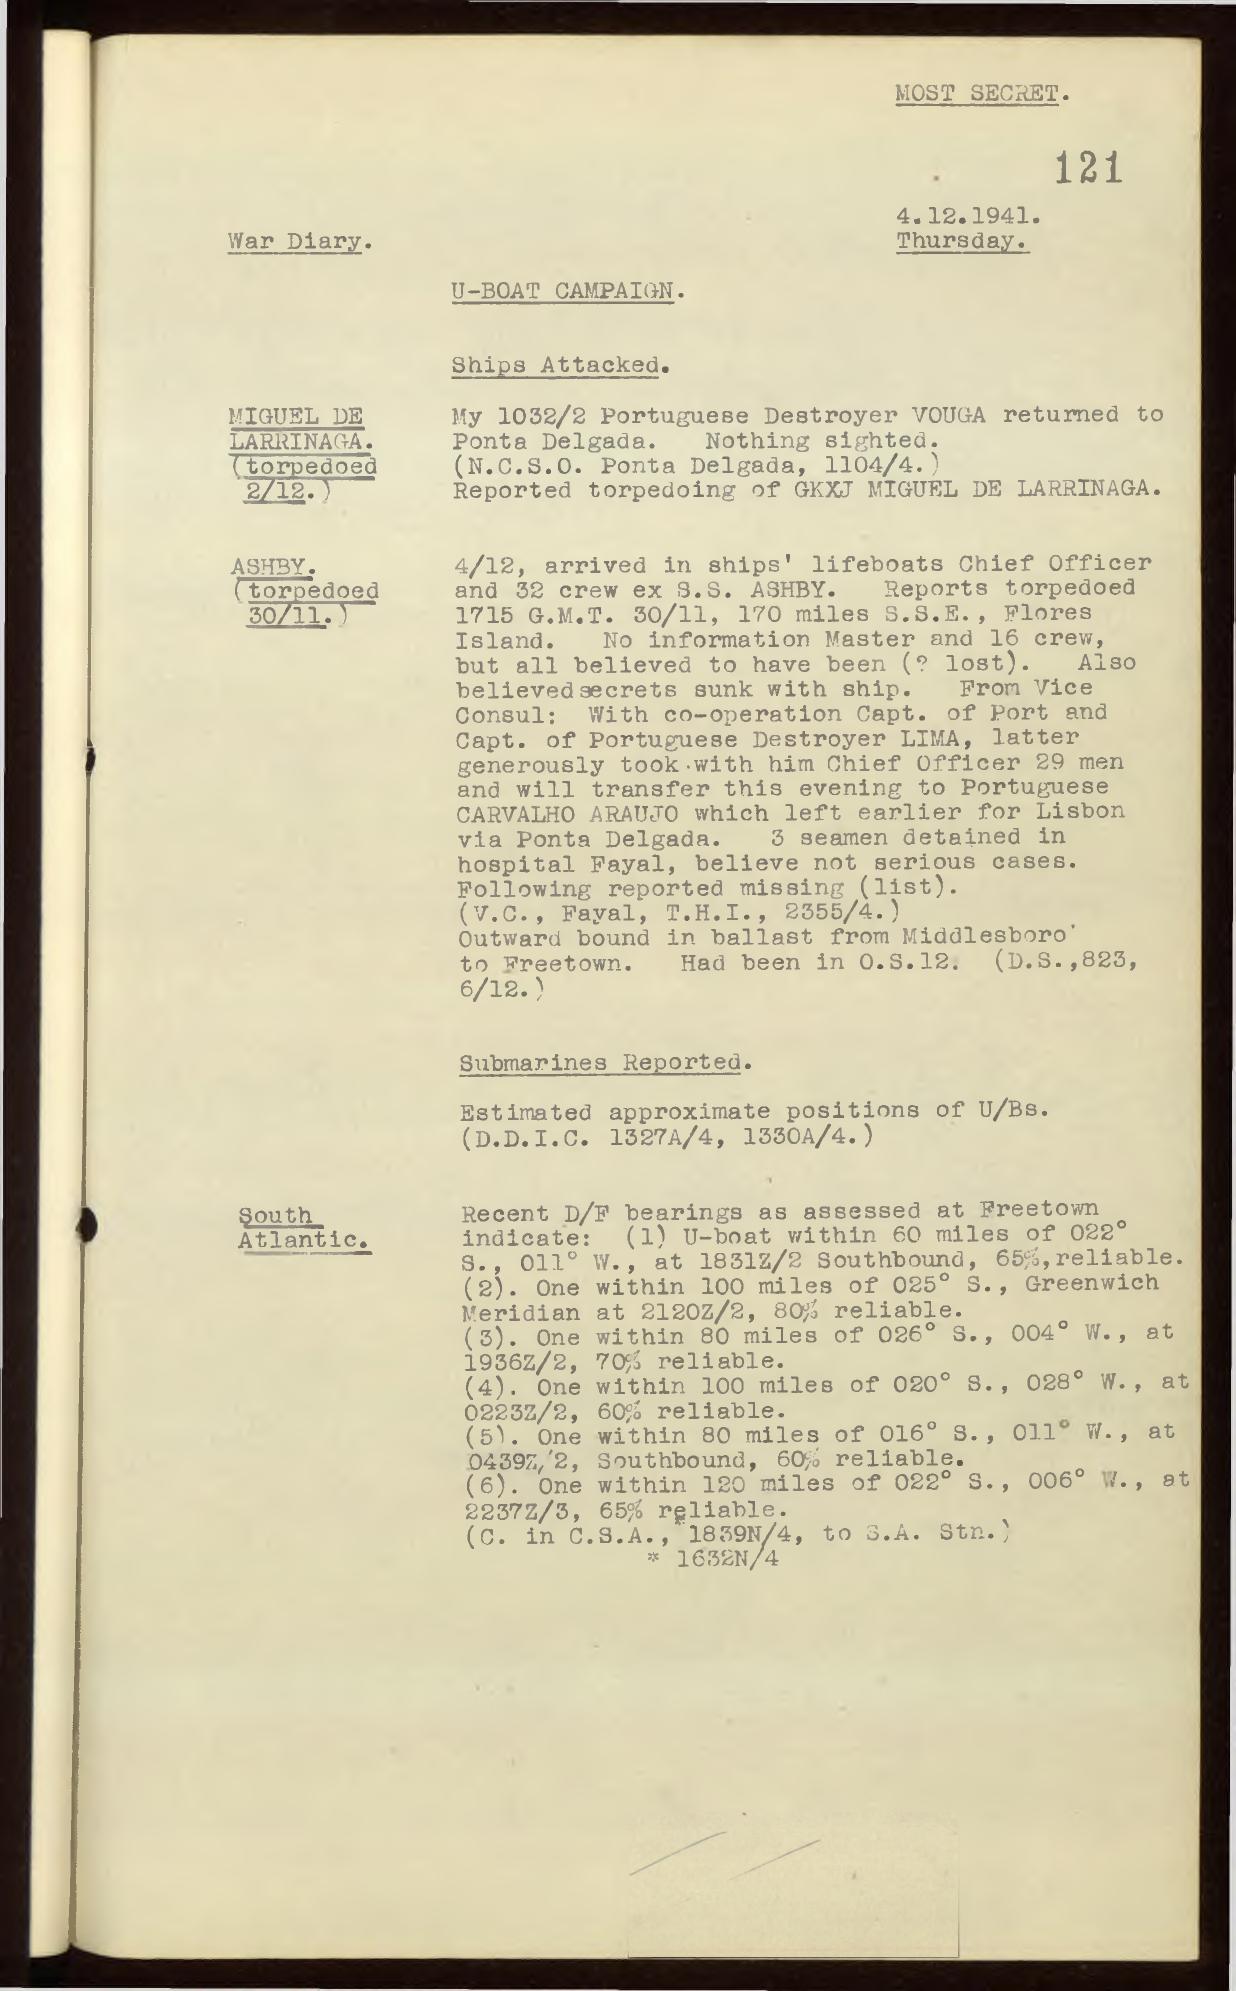 MOST SECRET.
121
4.12.1941.
War Diary.
Thursday.
U-BOAT CAMPAIGN.
Ships Attacked.
MIGUEL DE
LARRINAGA.
(torpedoed
2/12.)
My 1032/2 Portuguese Destroyer VOUGA returned to
Ponta Delgada. Nothing sighted.
(N.C.S.O. Ponta Delgada, 1104/4.)
Reported torpedoing of GKXJ MIGUEL DE LARRINAGA.
ASHBY.
(torpedoed
30/11.)
4/12, arrived in ships' lifeboats Chief Officer
and 32 crew ex S.S. ASHBY. Reports torpedoed
1715 G.M.T. 30/11, 170 miles S.S.E., Flores
Island. No information Master and 16 crew,
but all believed to have been (? lost). Also
believed secrets sunk with ship. From Vice
Consul: With co-operation Capt. of Port and
Capt. of Portuguese Destroyer LIMA, latter
generously took with him Chief Officer 29 men
and will transfer this evening to Portuguese
CARVALHO ARAUJO which left earlier for Lisbon
via Ponta Delgada. 3 seamen detained in
hospital Fayal, believe not serious cases.
Following reported missing (list).
(V.C., Fayal, T.H.I., 2355/4.)
Outward bound in ballast from Middlesboro'
to Freetown. Had been in O.S.12. (D.S.,823,
6/12.)
Submarines Reported.
Estimated approximate positions of U/Bs.
(D.D.I.C. 1327A/4, 1330A/4.)
South
Atlantic.
Recent D/F bearings as assessed at Freetown
indicate: (1) U-boat within 60 miles of 022°
S., 011° W., at 1831Z/2 Southbound, 65%,reliable.
(2). One within 100 miles of 025° S., Greenwich
Meridian at 2120Z/2, 80% reliable.
(3). One within 80 miles of 026° S., 004° W., at
1936Z/2, 70% reliable.
(4). One within 100 miles of 020° S., 028° W., at
0223Z/2, 60% reliable.
(5). One within 80 miles of 016° S., 011° W., at
0439Z/2, Southbound, 60% reliable.
(6). One within 120 miles of 022° S., 006° W., at
2237Z/3, 65% reliable.
(C. in C.S.A., * 1839N/4, to S.A. Stn.)
* 1632N/4